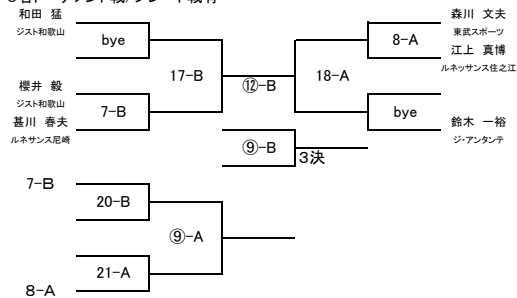 和田 猛
ジスト和歌山
bye
17-B
櫻井 毅
ジスト和歌山
7-B
甚川 春夫
ルネサンス尼崎
⑫-B
18-A
森川 文夫
東武スポーツ
8-A
江上 真博
ルネッサンス住之江
bye
鈴木 一裕
ジ・アンタンテ
⑨-B
3決
7-B
20-B
⑨-A
21-A
8-A